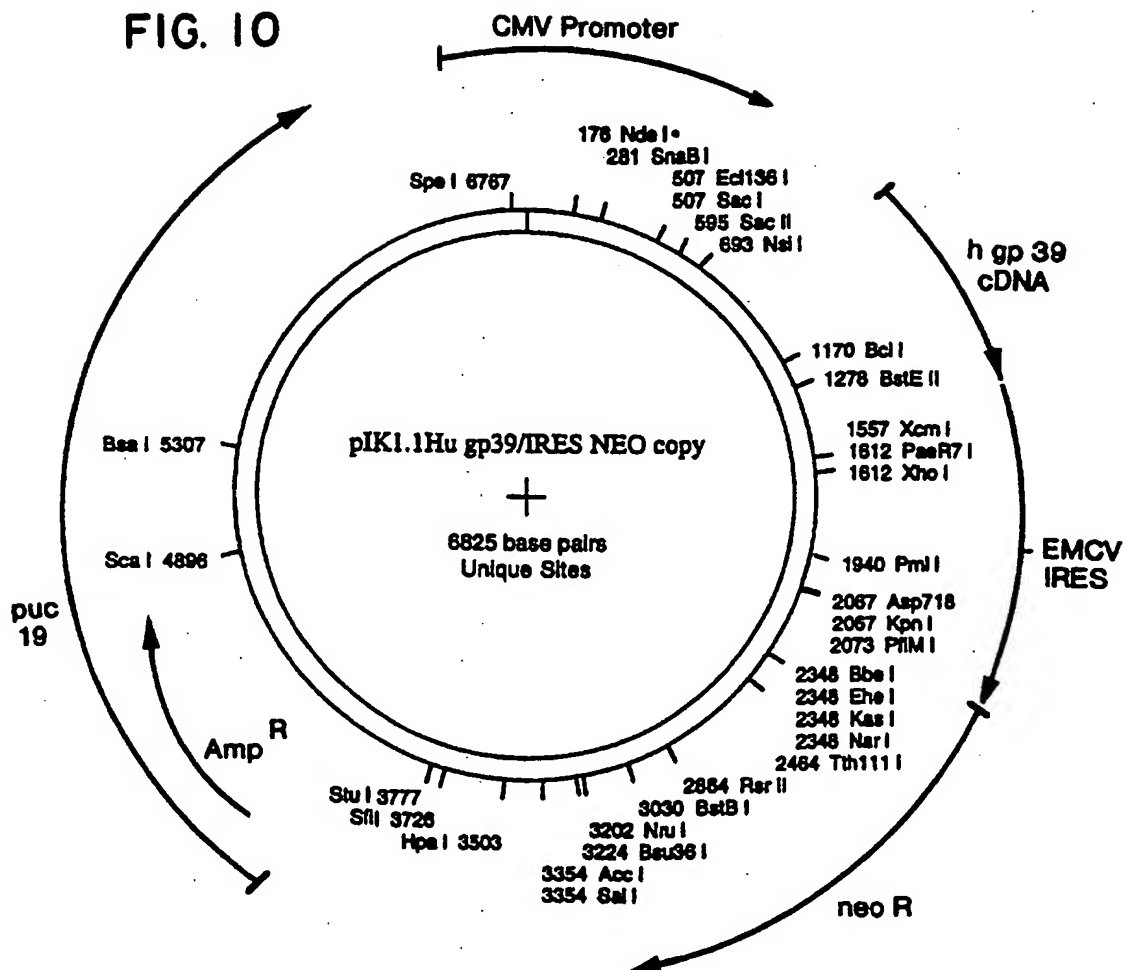 FIG. 10
CMV Promoter
176 Nde I*
281 SnaB I
507 Ecl136 I
507 Sac I
595 Sac II
693 Nsi I
Spe I 6767
h gp 39
cDNA
1170 Bcl I
1278 BstE II
1557 Xcm I
1612 PaeR7 I
1612 Xho I
Bsa I 5307
pIK1.1Hu gp39/IRES NEO copy
6825 base pairs
Unique Sites
Sca I 4896
1940 Pml I
EMCV
IRES
2067 Asp718
2067 Kpn I
2073 PflM I
puc
19
2348 Bbe I
2348 Ehe I
2348 Kas I
2348 Nar I
2464 Tth111 I
Amp R
2864 Rsr II
3030 BstB I
3202 Nru I
3224 Bsu36 I
3354 Acc I
3354 Sal I
Stu I 3777
Sfi I 3726
Hpa I 3503
neo R